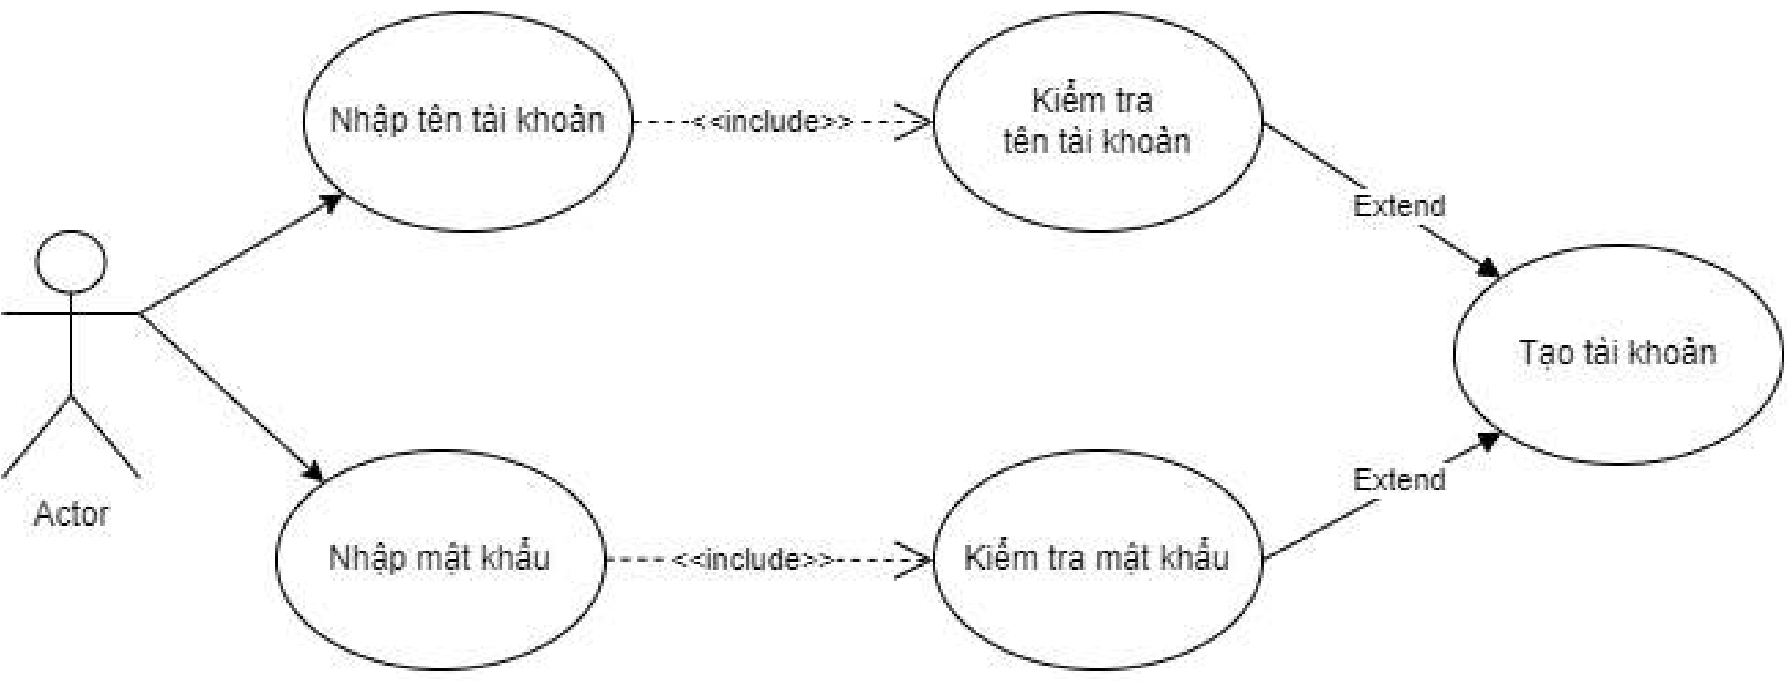 Nhập tên tài khoản
<<include>>
Kiểm tra
tên tài khoản
Extend
Tạo tài khoản
Actor
Nhập mật khẩu
<<include>>
Kiểm tra mật khẩu
Extend